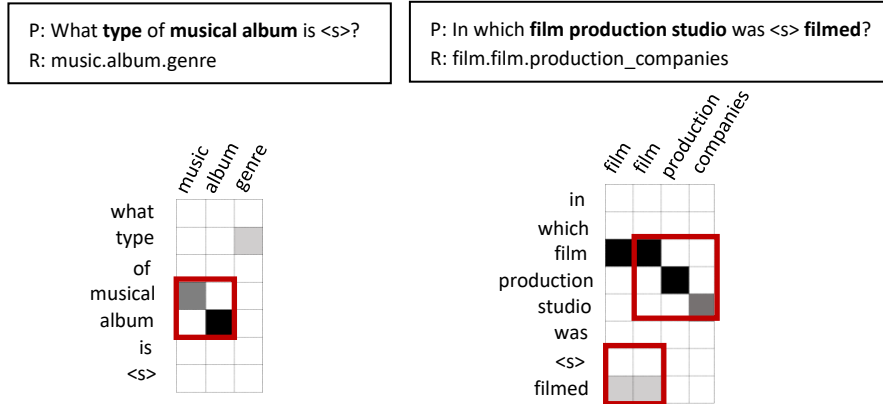 P: What type of musical album is <s>?
R: music.album.genre
P: In which film production studio was <s> filmed?
R: film.film.production_companies
music
album
genre
what
type
of
musical
album
is
<s>
film
film
production
companies
in
which
film
production
studio
was
<s>
filmed